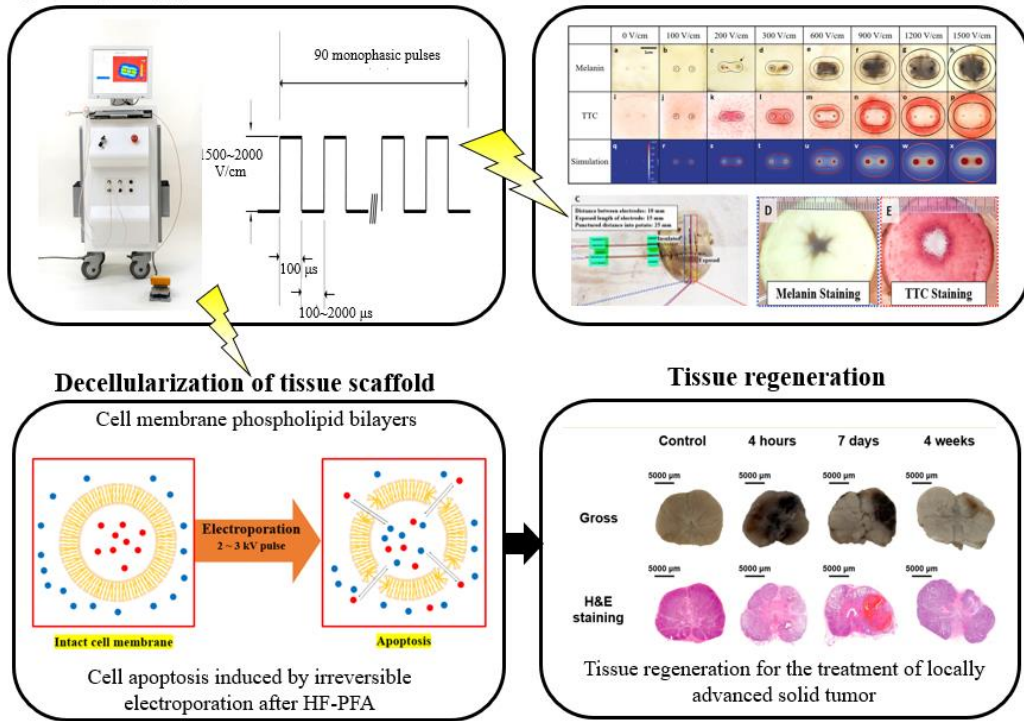 90 monophasic pulses
1500~2000
V/cm
100 μs
100~2000 μs
0 V/cm 100 V/cm 200 V/cm 300 V/cm 600 V/cm 900 V/cm 1200 V/cm 1500 V/cm
Melanin a b c d e f g h
1cm
TTC i j k l m n o p
Simulation q r s t u v w x
C
Distance between electrodes: 10 mm
Exposed length of electrode: 15 mm
Punctured distance into potato: 25 mm
Insulated
Exposed
D
Melanin Staining
E
TTC Staining
Decellularization of tissue scaffold
Cell membrane phospholipid bilayers
Electroporation
2 ~ 3 kV pulse
Intact cell membrane
Apoptosis
Cell apoptosis induced by irreversible
electroporation after HF-PFA
Tissue regeneration
Control 4 hours 7 days 4 weeks
5000 μm 5000 μm 5000 μm 5000 μm
Gross
5000 μm 5000 μm 5000 μm 5000 μm
H&E
staining
Tissue regeneration for the treatment of locally
advanced solid tumor